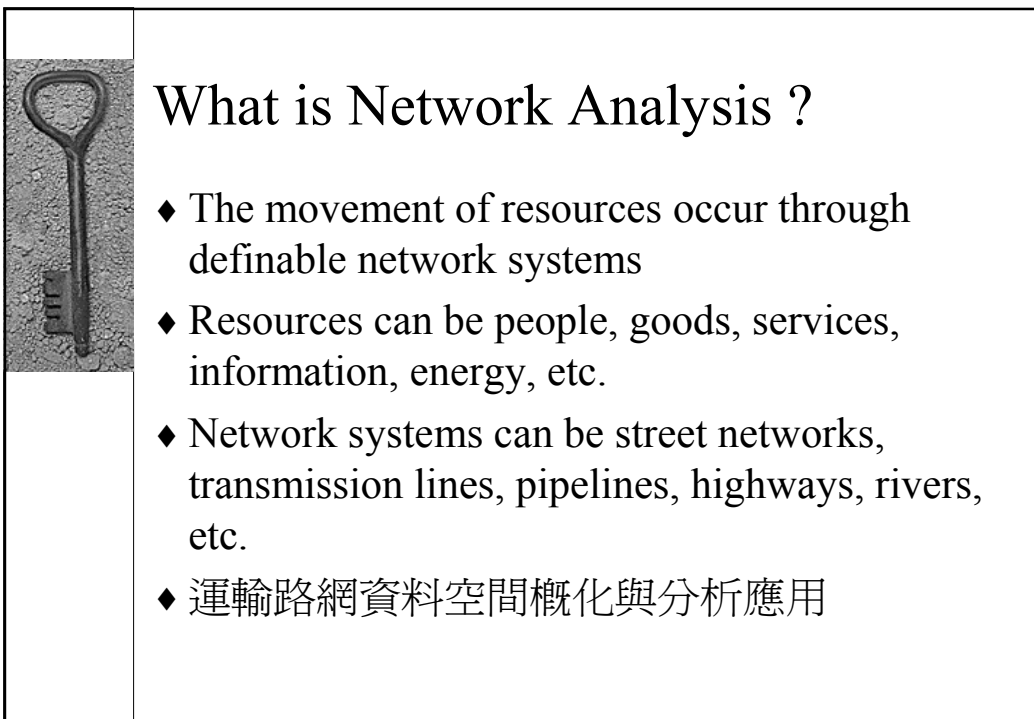 What is Network Analysis ?
♦ The movement of resources occur through
definable network systems
♦ Resources can be people, goods, services,
information, energy, etc.
♦ Network systems can be street networks,
transmission lines, pipelines, highways, rivers,
etc.
♦ 運輸路網資料空間概化與分析應用